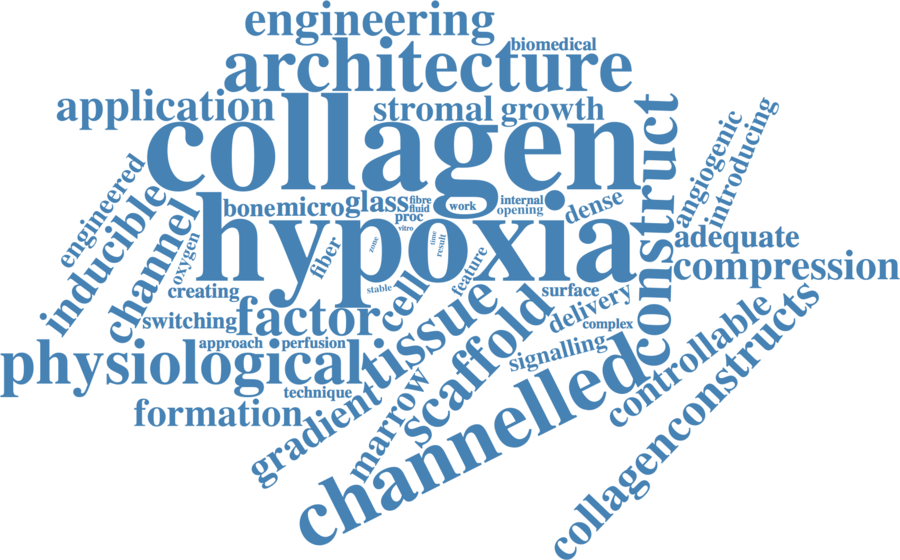 engineering
biomedical
architecture
application
stromal growth
collagen
construct
angiogenic
introducing
engineered
inducible
channel
oxygen
bone
micro
glass
fibre
fluid
proc
vitro
work
internal
opening
dense
hypoxia
fiber
zone
time
result
feature
stable
adequate
compression
creating
cell
tissue
surface
switching
factor
scaffold
delivery
complex
approach
perfusion
signalling
physiological
technique
controllable
formation
gradient
marrow
channelled
collagenconstructs